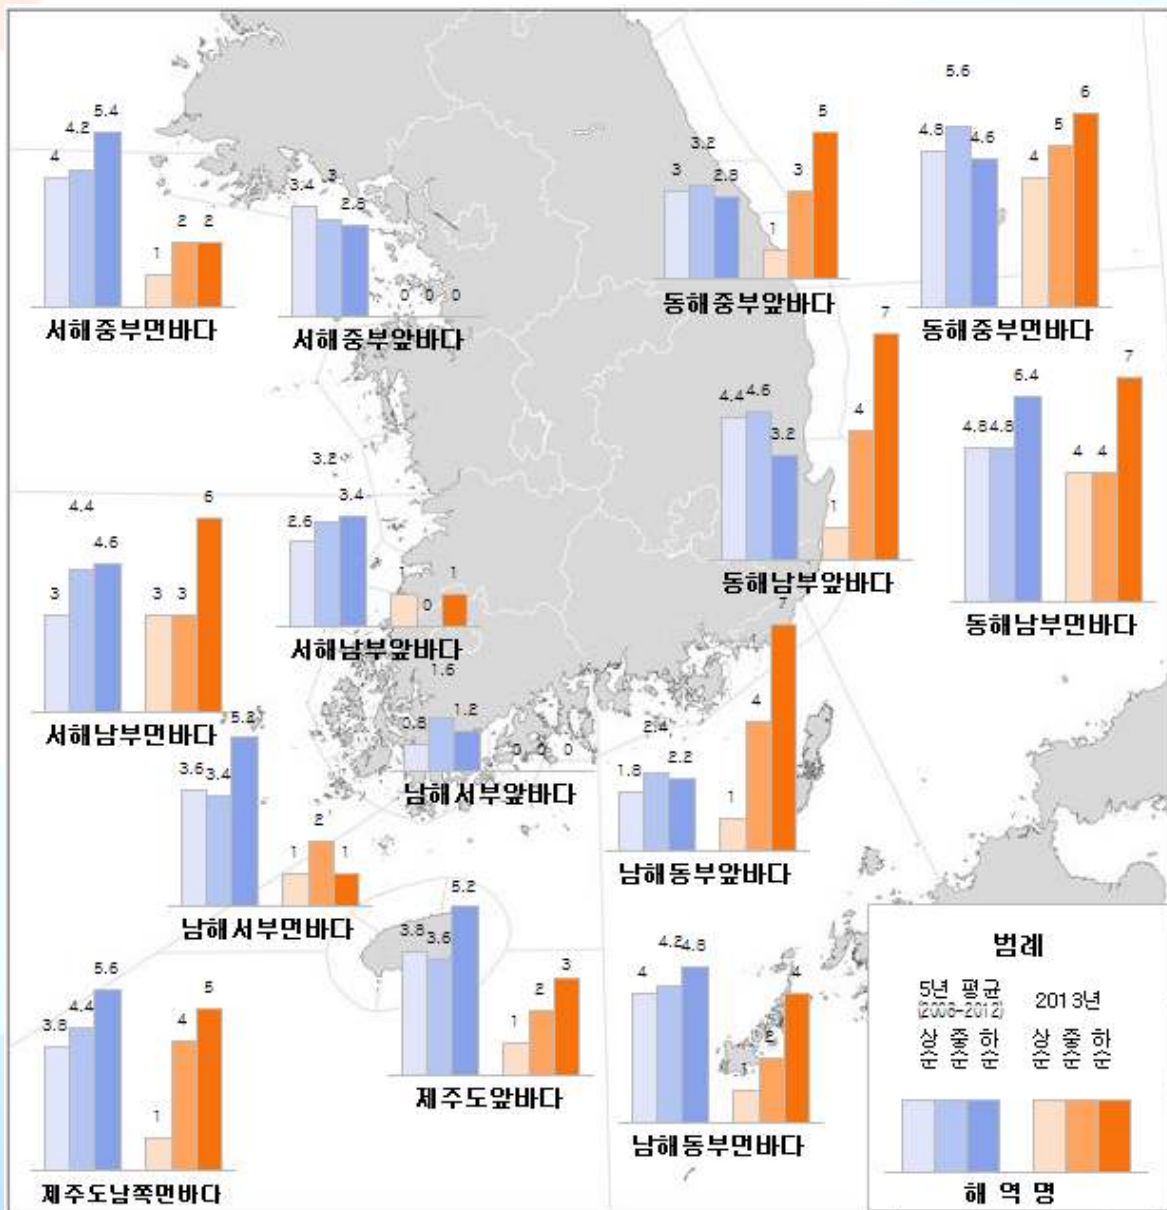 4 4.2 5.4
1 2 2
서해중부먼바다
3.4 3 2.8
0 0 0
서해중부앞바다
3 3.2 2.8
1 3 5
동해중부앞바다
4.8 5.6 4.6
4 5 6
동해중부먼바다
4.4 4.6 3.2
1 4 7
동해남부앞바다
4.8 4.8 6.4
4 4 7
동해남부먼바다
3 4.4 4.6
3 3 6
서해남부먼바다
2.6 3.2 3.4
1 0 1
서해남부앞바다
0.8 1.6 1.2
0 0 0
남해서부앞바다
3.6 3.4 5.2
1 2 1
남해서부먼바다
1.8 2.4 2.2
1 4 7
남해동부앞바다
3.8 3.6 5.2
1 2 3
제주도앞바다
4 4.2 4.8
1 2 4
남해동부먼바다
3.8 4.4 5.6
1 4 5
제주도남쪽먼바다
범례
5년 평균 2013년
(2008-2012)
상순 중순 하순 상순 중순 하순
해 역 명